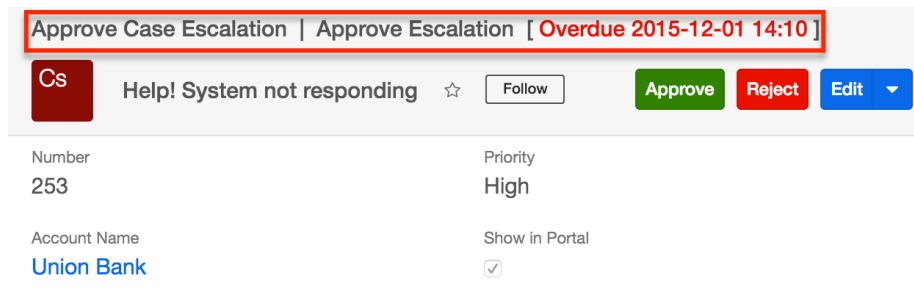 Approve Case Escalation | Approve Escalation [ Overdue 2015-12-01 14:10 ]
Cs
Help! System not responding Follow Approve Reject Edit
Number Priority
253 High
Account Name Show in Portal
Union Bank